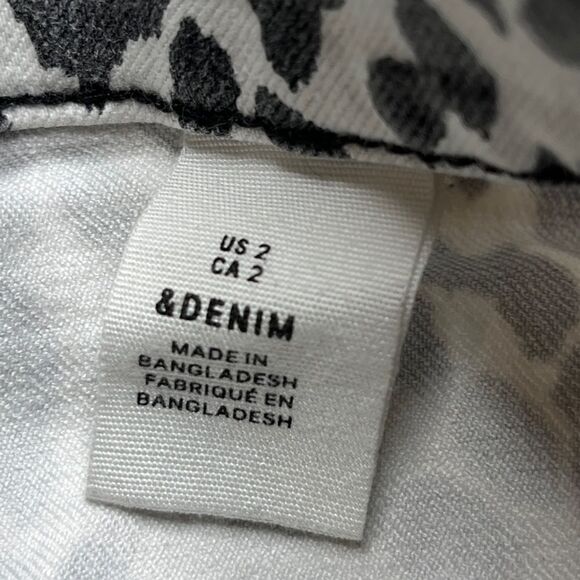 US 2
CA 2
&DENIM
MADE IN
BANGLADESH
FABRIQUÉ EN
BANGLADESH